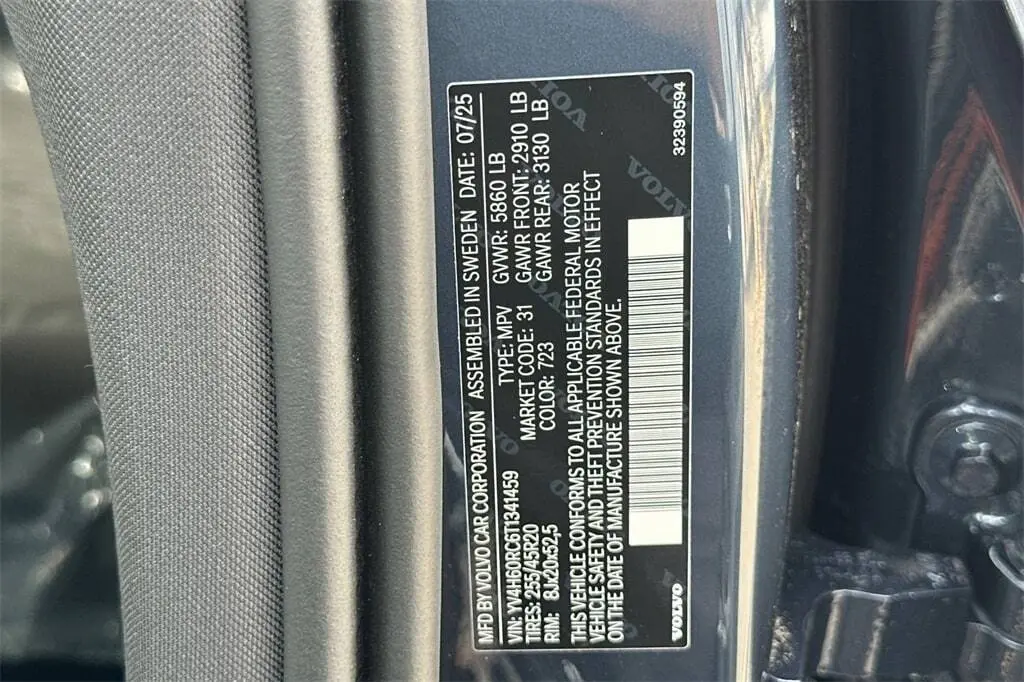 MFD BY VOLVO CAR CORPORATION ASSEMBLED IN SWEDEN DATE: 07/25
VIN: YV4H60RC6T1341459 TYPE: MPV GVWR: 5860 LB
TIRES: 255/45R20 MARKET CODE: 31 GAWR FRONT: 2910 LB
RIM: 8Jx20x52,5 COLOR: 723 GAWR REAR: 3130 LB
THIS VEHICLE CONFORMS TO ALL APPLICABLE FEDERAL MOTOR
VEHICLE SAFETY AND THEFT PREVENTION STANDARDS IN EFFECT
ON THE DATE OF MANUFACTURE SHOWN ABOVE.
VOLVO 32390594